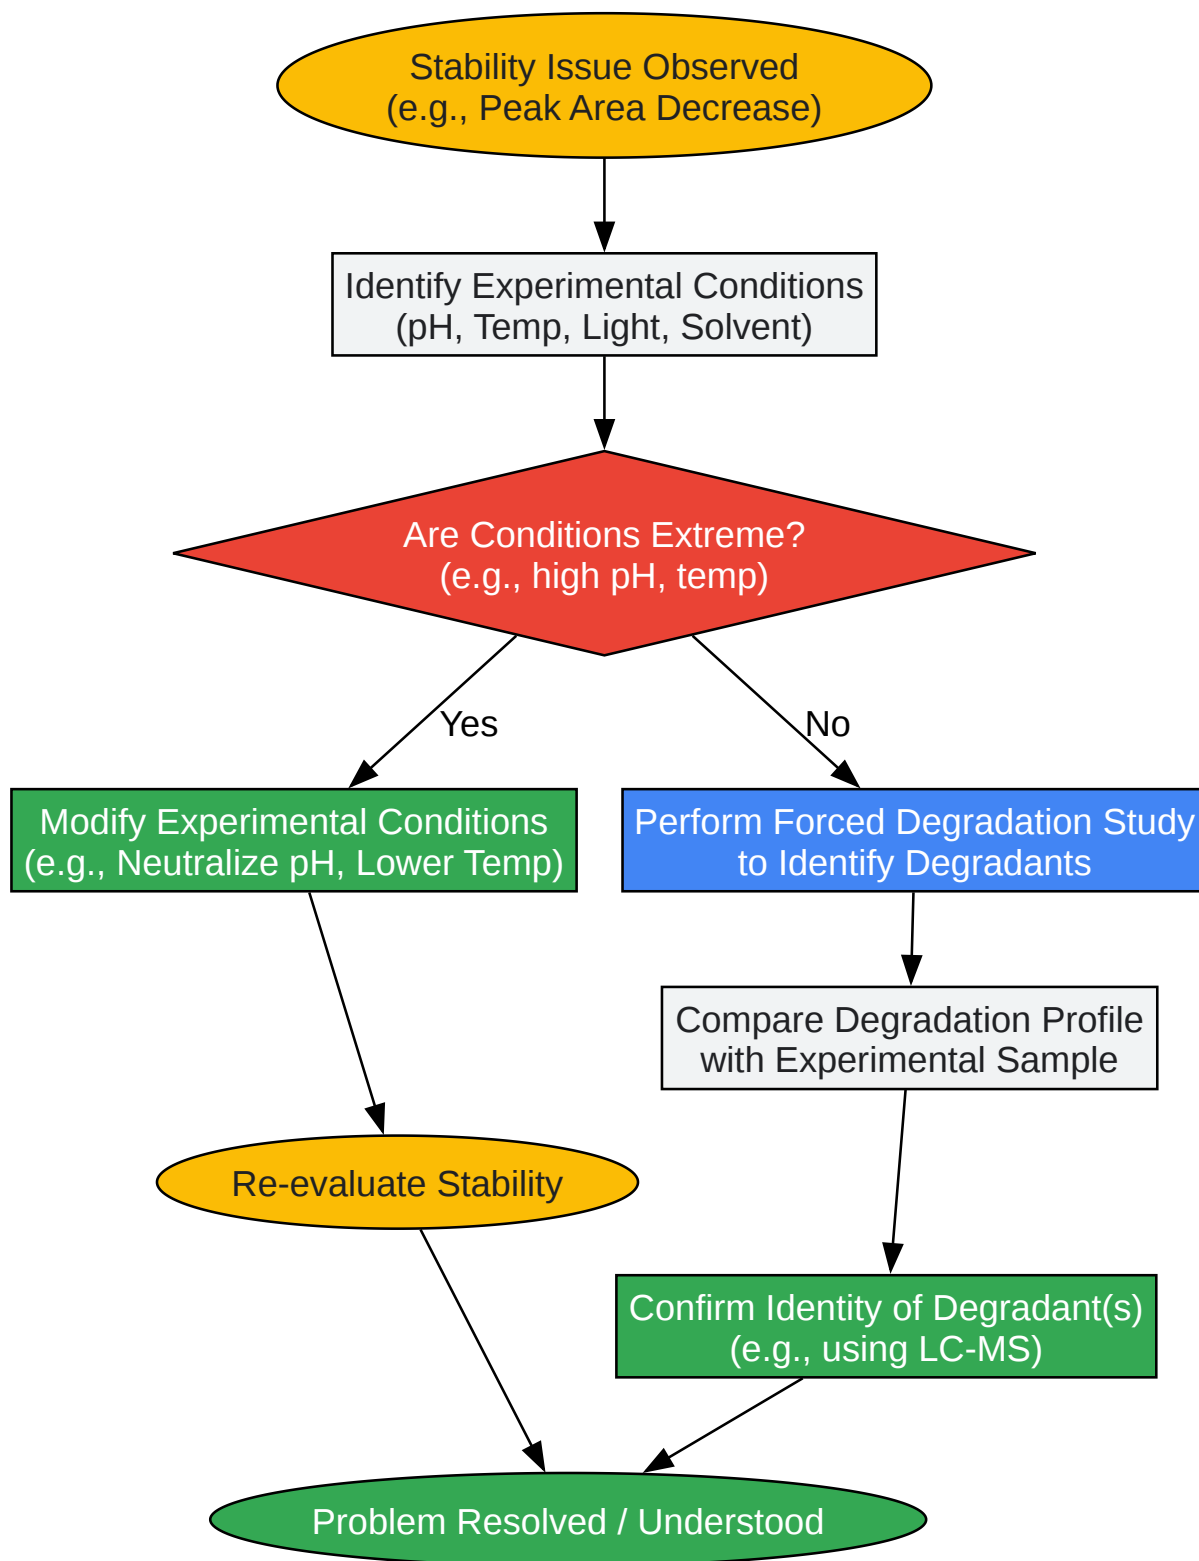 Stability Issue Observed
(e.g., Peak Area Decrease)
Identify Experimental Conditions
(pH, Temp, Light, Solvent)
Are Conditions Extreme?
(e.g., high pH, temp)
Yes
No
Modify Experimental Conditions
(e.g., Neutralize pH, Lower Temp)
Perform Forced Degradation Study
to Identify Degradants
Compare Degradation Profile
with Experimental Sample
Re-evaluate Stability
Confirm Identity of Degradant(s)
(e.g., using LC-MS)
Problem Resolved / Understood